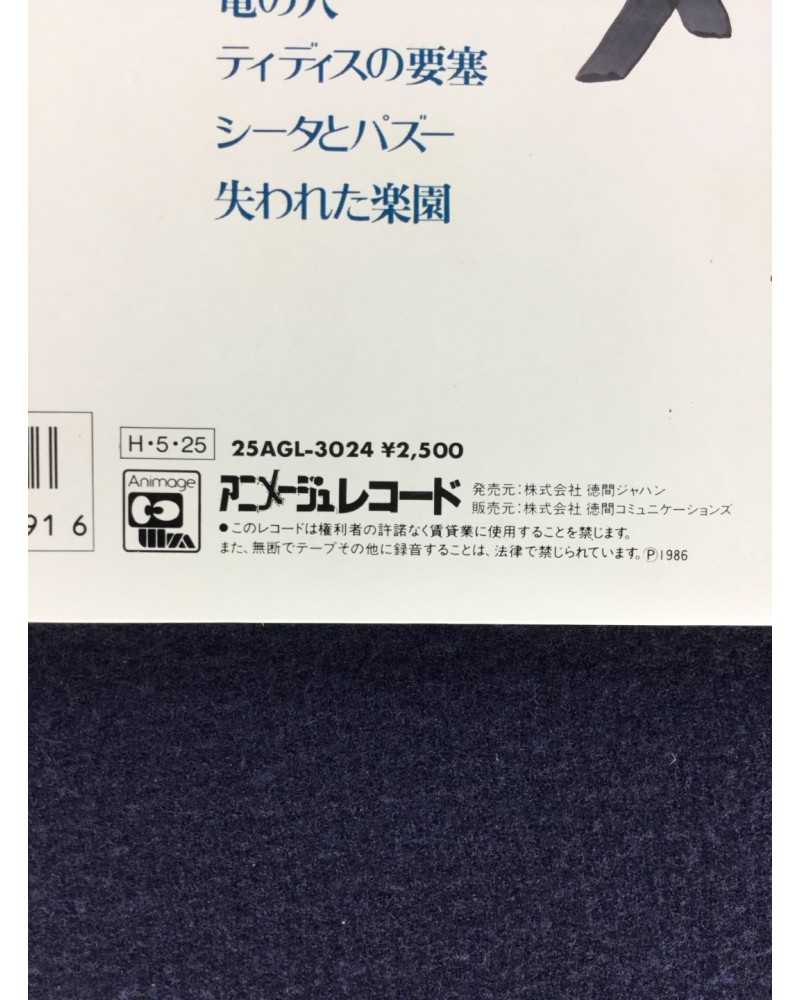 竜の穴
ティディスの要塞
シータとパズー
失われた楽園
916
H・5・25
25AGL-3024 ¥2,500
Animage
アニメージュレコード
発売元:株式会社 徳間ジャハン
販売元:株式会社 徳間コミュニケーションズ
●このレコードは権利者の許諾なく賃貸業に使用することを禁じます。
また、無断でテープその他に録音することは、法律で禁じられています。Ⓟ1986